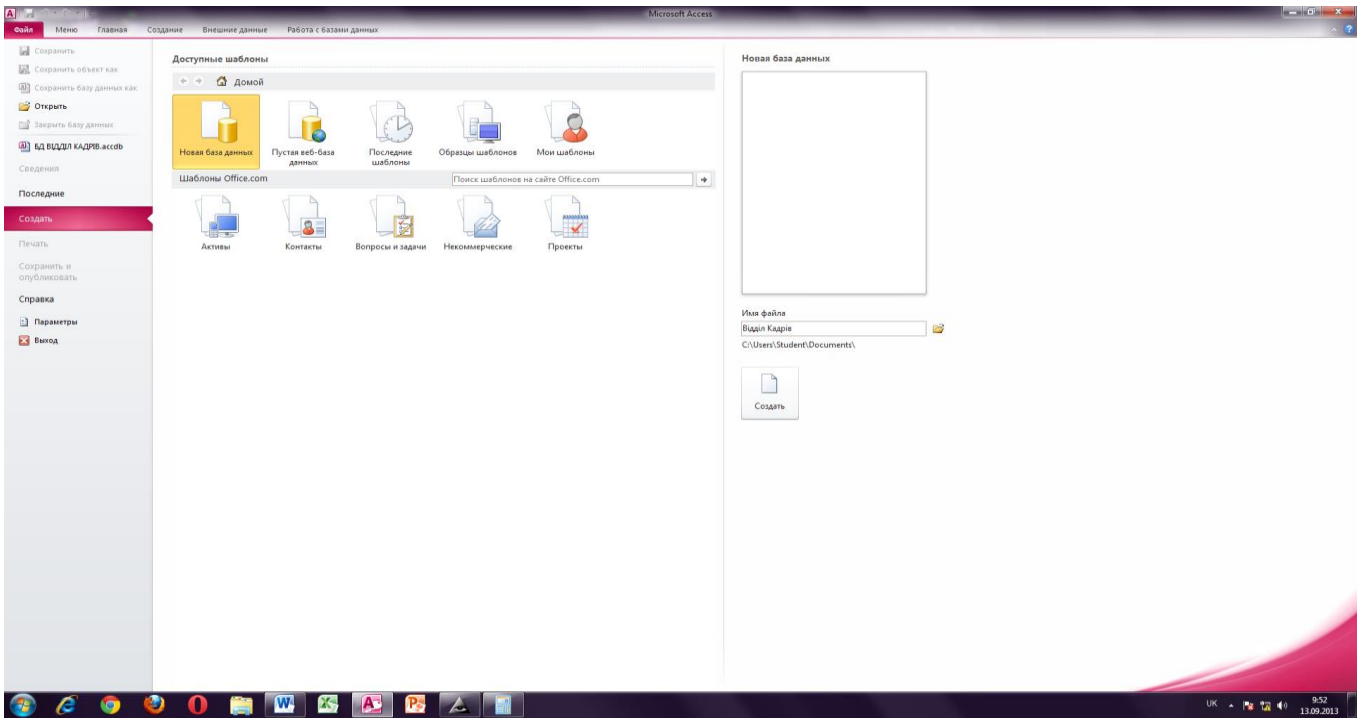 Microsoft Access
Файл Меню Главная Создание Внешние данные Работа с базами данных
Сохранить
Сохранить объект как
Сохранить базу данных как
Открыть
Закрыть базу данных
БД ВІДДІЛ КАДРІВ.accdb
Сведения
Последние
Создать
Печать
Сохранить и
опубликовать
Справка
Параметры
Выход
Доступные шаблоны
Домой
Новая база данных
Пустая веб-база
данных
Последние
шаблоны
Образцы шаблонов
Мои шаблоны
Шаблоны Office.com
Поиск шаблонов на сайте Office.com
Активы
Контакты
Вопросы и задачи
Некоммерческие
Проекты
Новая база данных
Имя файла
Відділ Кадрів
C:\Users\Student\Documents\
Создать
UK
9:52
13.09.2013